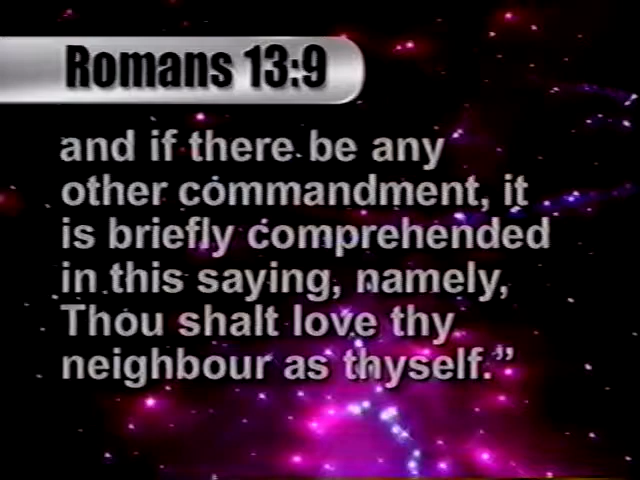 Romans 13:9
and if there be any
other commandment, it
is briefly comprehended
in this saying, namely,
Thou shalt love thy
neighbour as thyself.”